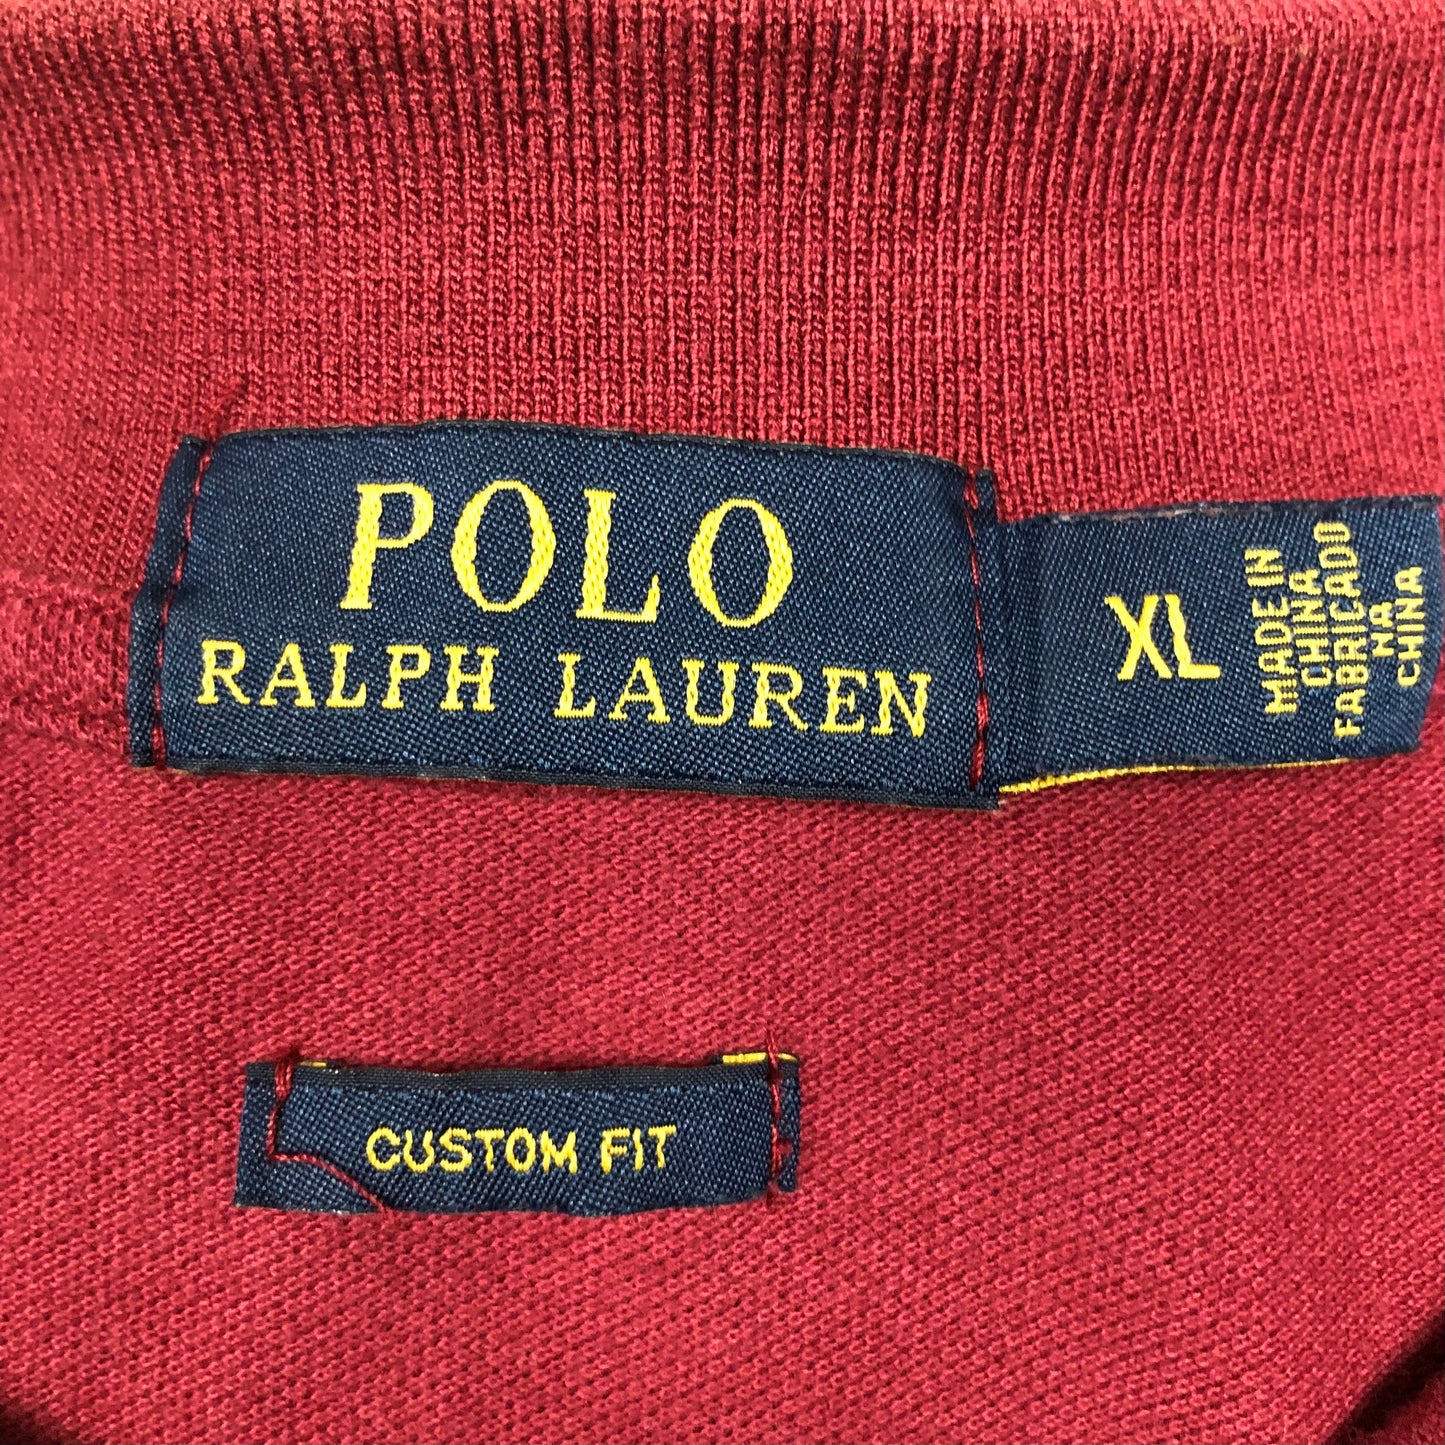 POLO
RALPH LAUREN
XL
MADE IN
CHINA
FABRICADO
NA
CHINA
CUSTOM FIT